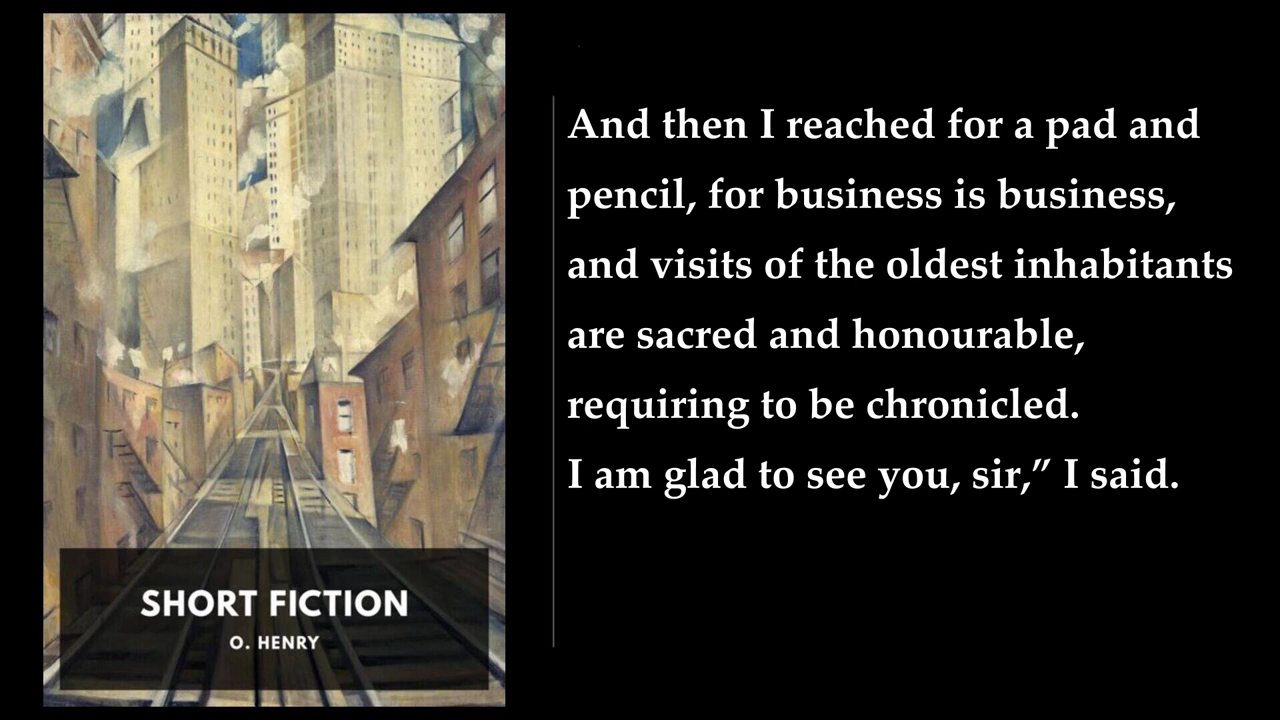 SHORT FICTION
O. HENRY
And then I reached for a pad and
pencil, for business is business,
and visits of the oldest inhabitants
are sacred and honourable,
requiring to be chronicled.
I am glad to see you, sir,” I said.